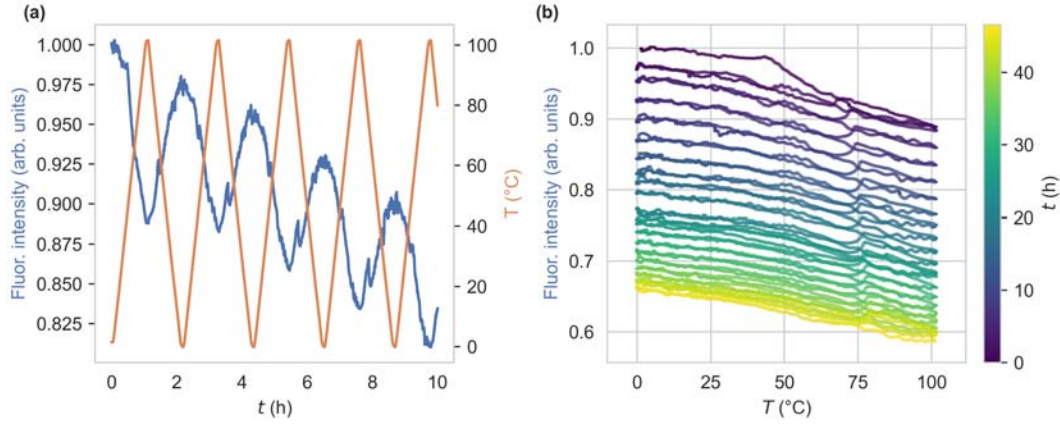 (a)
Fluor. intensity (arb. units)
1.000
0.975
0.950
0.925
0.900
0.875
0.850
0.825
0 2 4 6 8 10
t (h)
100
80
60
40
20
0
T (°C)
(b)
Fluor. intensity (arb. units)
1.0
0.9
0.8
0.7
0.6
0 25 50 75 100
T (°C)
40
30
20
10
0
t (h)